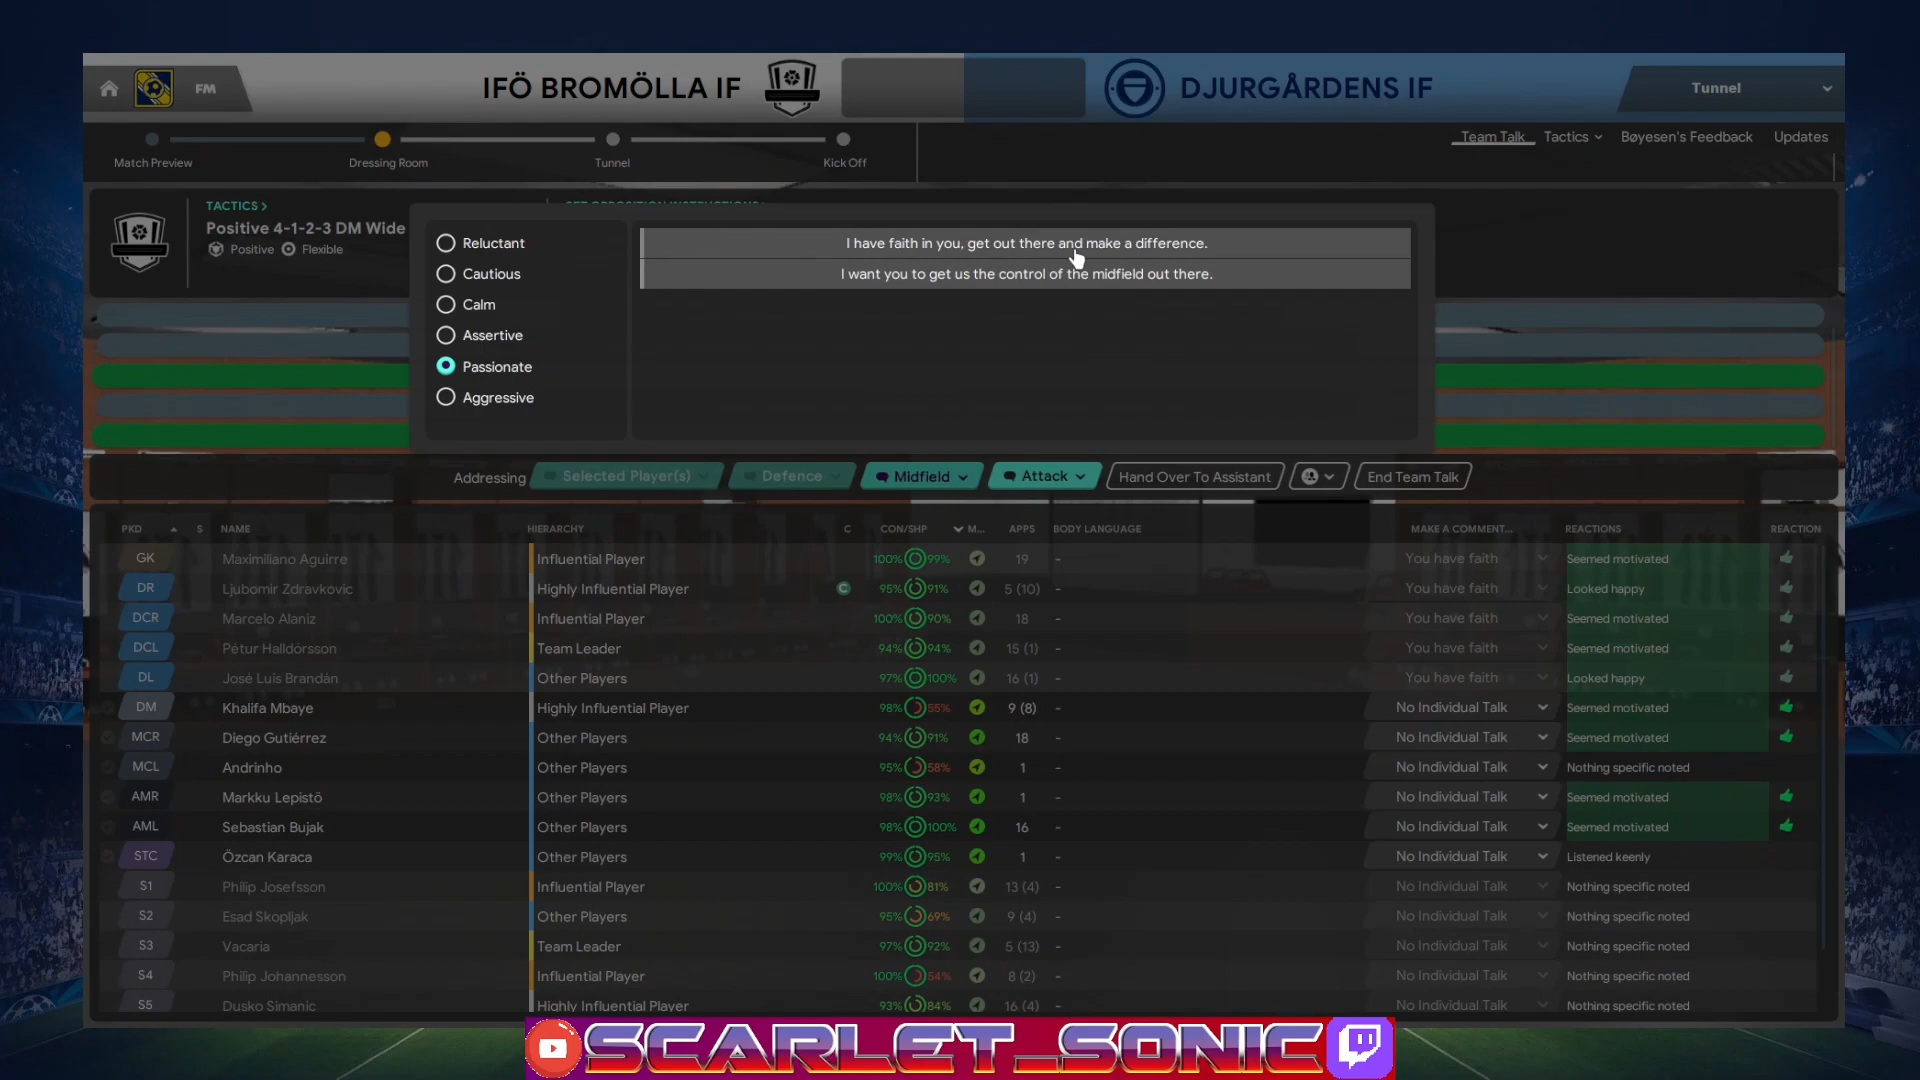 FM
IFÖ BROMÖLLA IF
DJURGÅRDENS IF
Tunnel
Match Preview
Dressing Room
Tunnel
Kick Off
Team Talk
Tactics
Bøyesen's Feedback
Updates
TACTICS >
Positive 4-1-2-3 DM Wide
Positive
Flexible
Reluctant
Cautious
Calm
Assertive
Passionate
Aggressive
I have faith in you, get out there and make a difference.
I want you to get us the control of the midfield out there.
Addressing
Selected Player(s)
Defence
Midfield
Attack
Hand Over To Assistant
End Team Talk
PKD S NAME HIERARCHY C CON/SHP M... APPS BODY LANGUAGE MAKE A COMMENT... REACTIONS REACTION
GK Maximiliano Aguirre Influential Player 100% 99% 19 - You have faith Seemed motivated
DR Ljubomir Zdravkovic Highly Influential Player C 95% 91% 5 (10) - You have faith Looked happy
DCR Marcelo Alaniz Influential Player 100% 90% 18 - You have faith Seemed motivated
DCL Pétur Halldórsson Team Leader 94% 94% 15 (1) - You have faith Seemed motivated
DL José Luis Brandán Other Players 97% 100% 16 (1) - You have faith Looked happy
DM Khalifa Mbaye Highly Influential Player 98% 55% 9 (8) - No Individual Talk Seemed motivated
MCR Diego Gutiérrez Other Players 94% 91% 18 - No Individual Talk Seemed motivated
MCL Andrinho Other Players 95% 58% 1 - No Individual Talk Nothing specific noted
AMR Markku Lepistö Other Players 98% 93% 1 - No Individual Talk Seemed motivated
AML Sebastian Bujak Other Players 98% 100% 16 - No Individual Talk Seemed motivated
STC Özcan Karaca Other Players 99% 95% 1 - No Individual Talk Listened keenly
S1 Philip Josefsson Influential Player 100% 81% 13 (4) - No Individual Talk Nothing specific noted
S2 Esad Skopljak Other Players 95% 69% 9 (4) - No Individual Talk Nothing specific noted
S3 Vacaria Team Leader 97% 92% 5 (13) - No Individual Talk Nothing specific noted
S4 Philip Johannesson Influential Player 100% 54% 8 (2) - No Individual Talk Nothing specific noted
S5 Dusko Simanic Highly Influential Player 93% 84% 16 (4) - No Individual Talk Nothing specific noted
SCARLET_SONIC